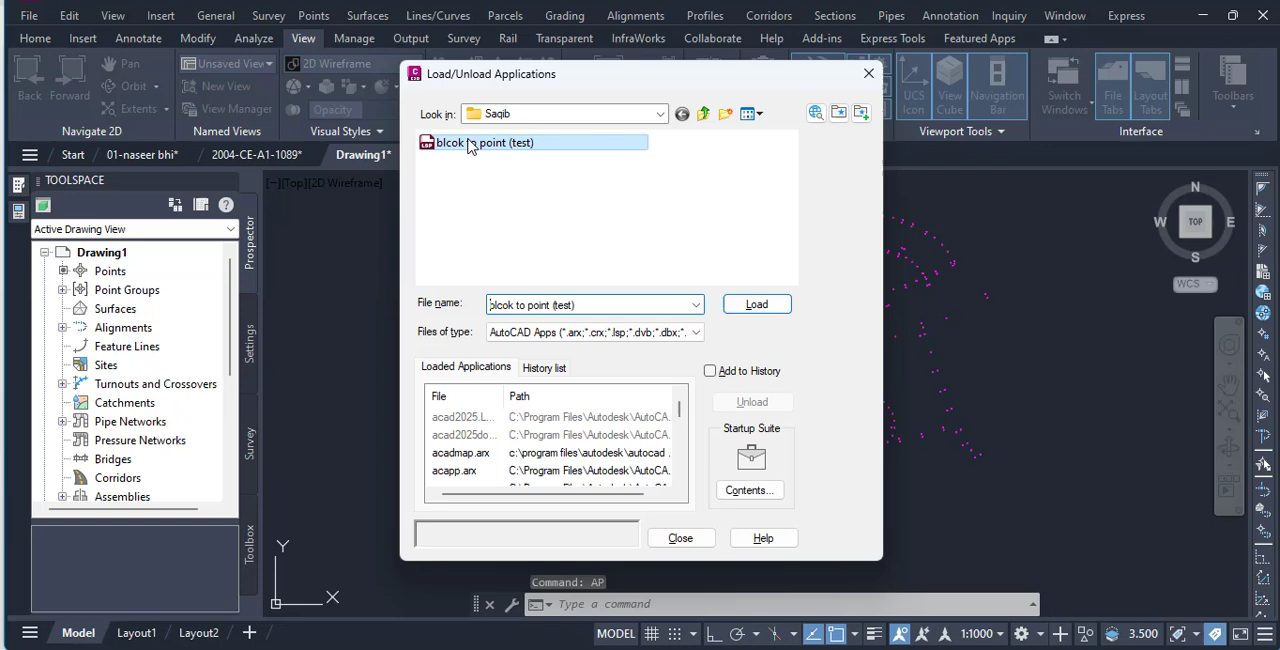 File Edit View Insert General Survey Points Surfaces Lines/Curves Parcels Grading Alignments Profiles Corridors Sections Pipes Annotation Inquiry Window Express
Home Insert Annotate Modify Analyze View Manage Output Survey Rail Transparent InfraWorks Collaborate Help Add-ins Express Tools Featured Apps
Back Forward
Pan
Orbit
Extents
Navigate 2D
Unsaved View
New View
View Manager
Named Views
2D Wireframe
Opacity
Visual Styles
UCS Icon
View Cube
Navigation Bar
Viewport Tools
Switch Windows
File Tabs
Layout Tabs
Interface
Toolbars
Start 01-naseer bhi* 2004-CE-A1-1089* Drawing1*
TOOLSPACE
Active Drawing View
Drawing1
Points
Point Groups
Surfaces
Alignments
Feature Lines
Sites
Turnouts and Crossovers
Catchments
Pipe Networks
Pressure Networks
Bridges
Corridors
Assemblies
Prospector
Settings
Survey
Toolbox
[−][Top][2D Wireframe]
Load/Unload Applications
Look in: Saqib
LSP blcok to point (test)
File name: blcok to point (test) Load
Files of type: AutoCAD Apps (*.arx;*.crx;*.lsp;*.dvb;*.dbx;*.
Loaded Applications History list
Add to History
File Path
acad2025.L... C:\Program Files\Autodesk\AutoCA.
acad2025do... C:\Program Files\Autodesk\AutoCA.
acadmap.arx c:\program files\autodesk\autocad .
acapp.arx C:\Program Files\Autodesk\AutoCA.
Unload
Startup Suite
Contents...
Close Help
N
W TOP E
S
WCS
Y
X
Command: AP
Type a command
Model Layout1 Layout2 +
MODEL 1:1000 3.500